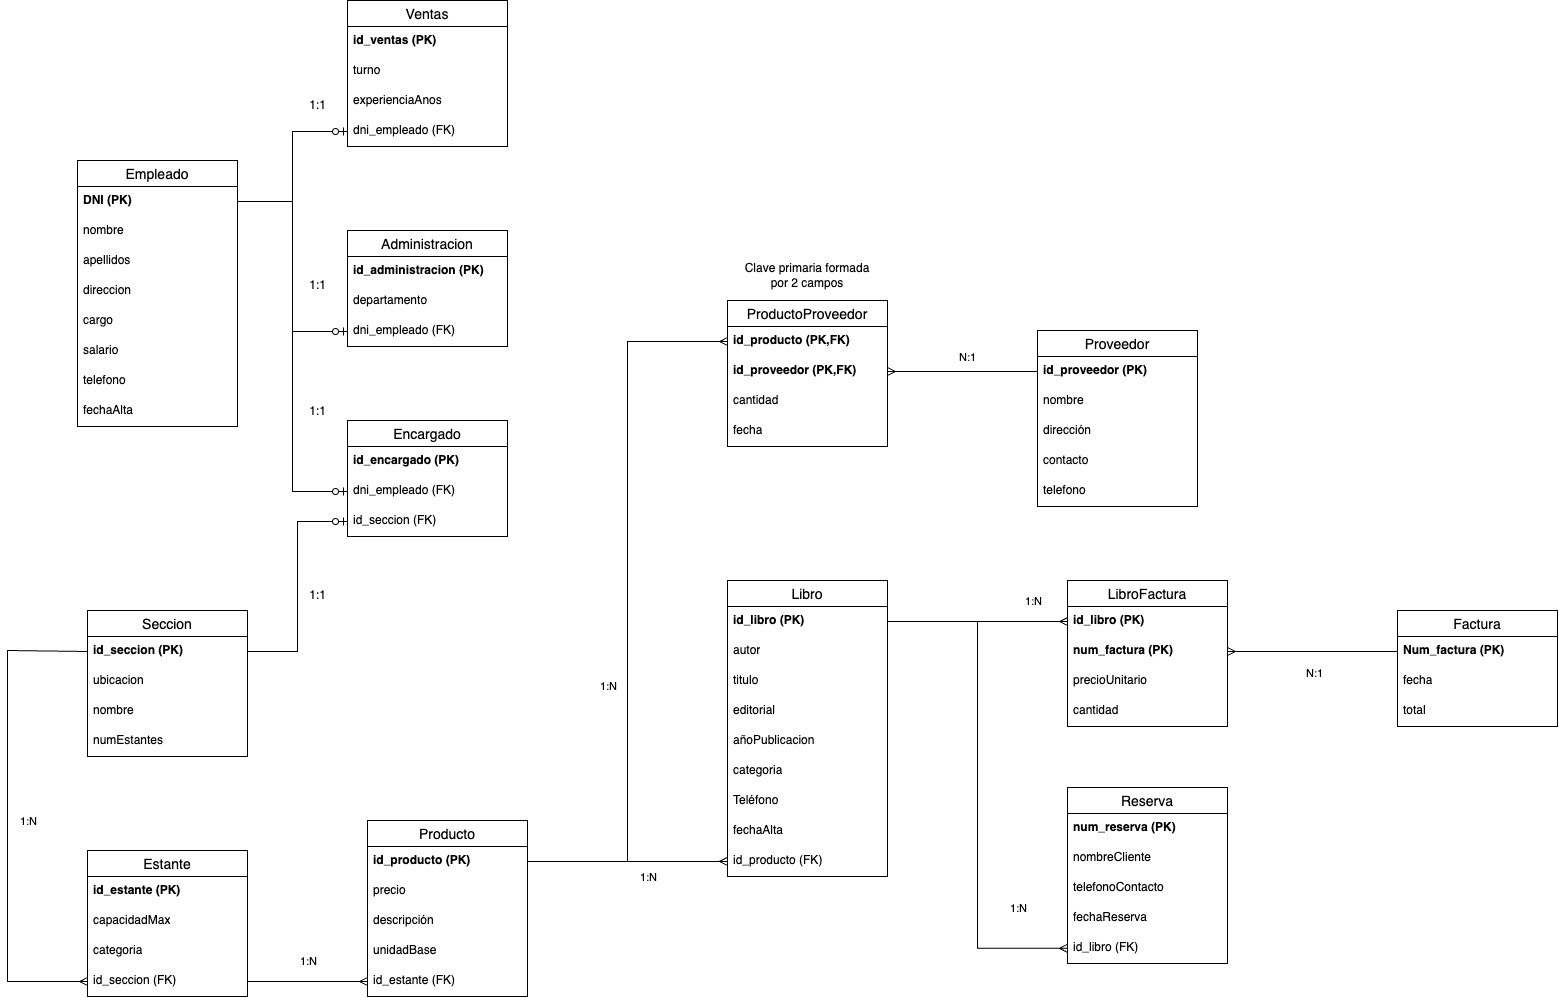 Ventas
id_ventas (PK)
turno
experienciaAnos
dni_empleado (FK)
1:1
Empleado
DNI (PK)
nombre
apellidos
direccion
cargo
salario
telefono
fechaAlta
Administracion
id_administracion (PK)
departamento
dni_empleado (FK)
1:1
1:1
Encargado
id_encargado (PK)
dni_empleado (FK)
id_seccion (FK)
1:1
Seccion
id_seccion (PK)
ubicacion
nombre
numEstantes
1:N
Estante
id_estante (PK)
capacidadMax
categoria
id_seccion (FK)
1:N
Producto
id_producto (PK)
precio
descripción
unidadBase
id_estante (FK)
1:N
1:N
Clave primaria formada
por 2 campos
ProductoProveedor
id_producto (PK,FK)
id_proveedor (PK,FK)
cantidad
fecha
N:1
Proveedor
id_proveedor (PK)
nombre
dirección
contacto
telefono
Libro
id_libro (PK)
autor
titulo
editorial
añoPublicacion
categoria
Teléfono
fechaAlta
id_producto (FK)
1:N
LibroFactura
id_libro (PK)
num_factura (PK)
precioUnitario
cantidad
N:1
Factura
Num_factura (PK)
fecha
total
1:N
Reserva
num_reserva (PK)
nombreCliente
telefonoContacto
fechaReserva
id_libro (FK)